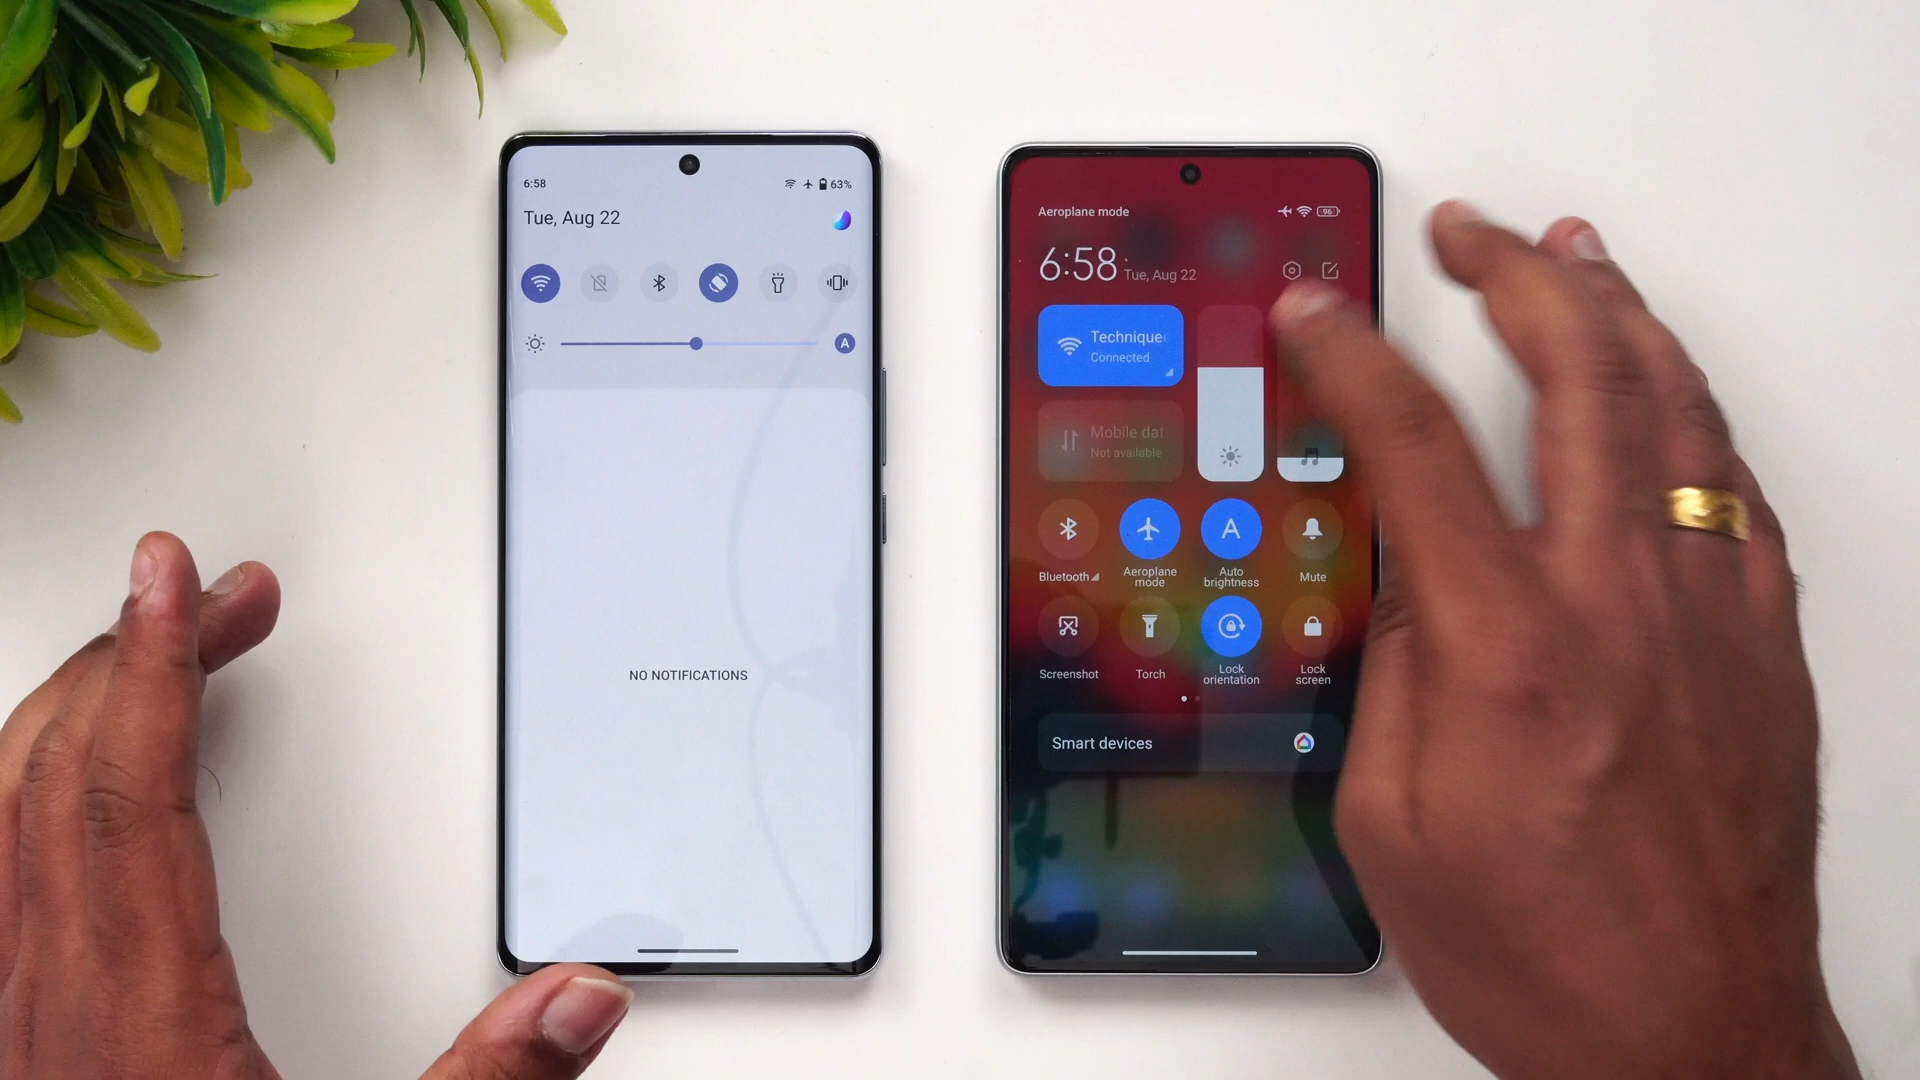 6:58
63%
Tue, Aug 22
A
NO NOTIFICATIONS
Aeroplane mode
96
6:58
Tue, Aug 22
Connected
Mobile dat
Not available
A
Bluetooth
Aeroplane
mode
Auto
brightness
Mute
Screenshot
Torch
Lock
orientation
Lock
screen
Smart devices